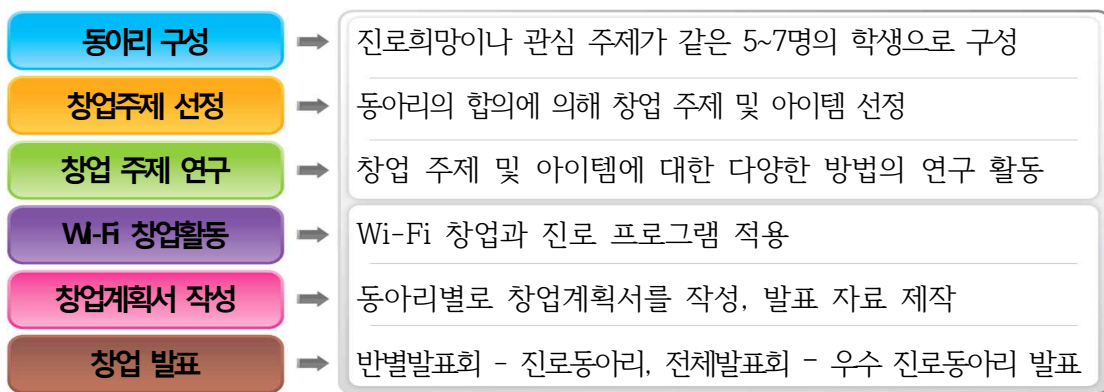 동아리 구성
진로희망이나 관심 주제가 같은 5~7명의 학생으로 구성
창업주제 선정
동아리의 합의에 의해 창업 주제 및 아이템 선정
창업 주제 연구
창업 주제 및 아이템에 대한 다양한 방법의 연구 활동
Wi-Fi 창업활동
Wi-Fi 창업과 진로 프로그램 적용
창업계획서 작성
동아리별로 창업계획서를 작성, 발표 자료 제작
창업 발표
반별발표회 - 진로동아리, 전체발표회 - 우수 진로동아리 발표